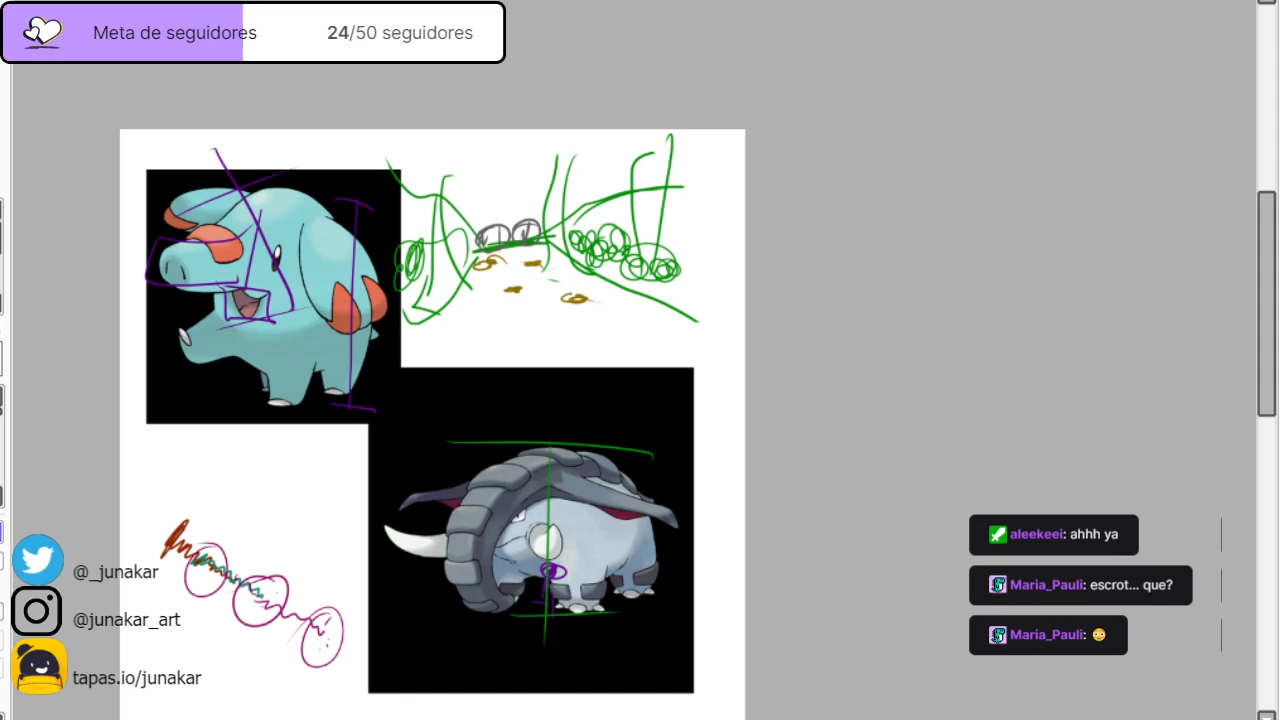 Meta de seguidores 24/50 seguidores
aleekeei: ahhh ya
Maria_Pauli: escrot... que?
Maria_Pauli: 😳
@_junakar
@junakar_art
tapas.io/junakar